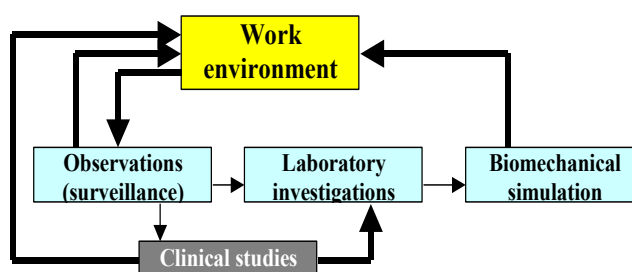 Work
environment
Observations
(surveillance)
Laboratory
investigations
Biomechanical
simulation
Clinical studies